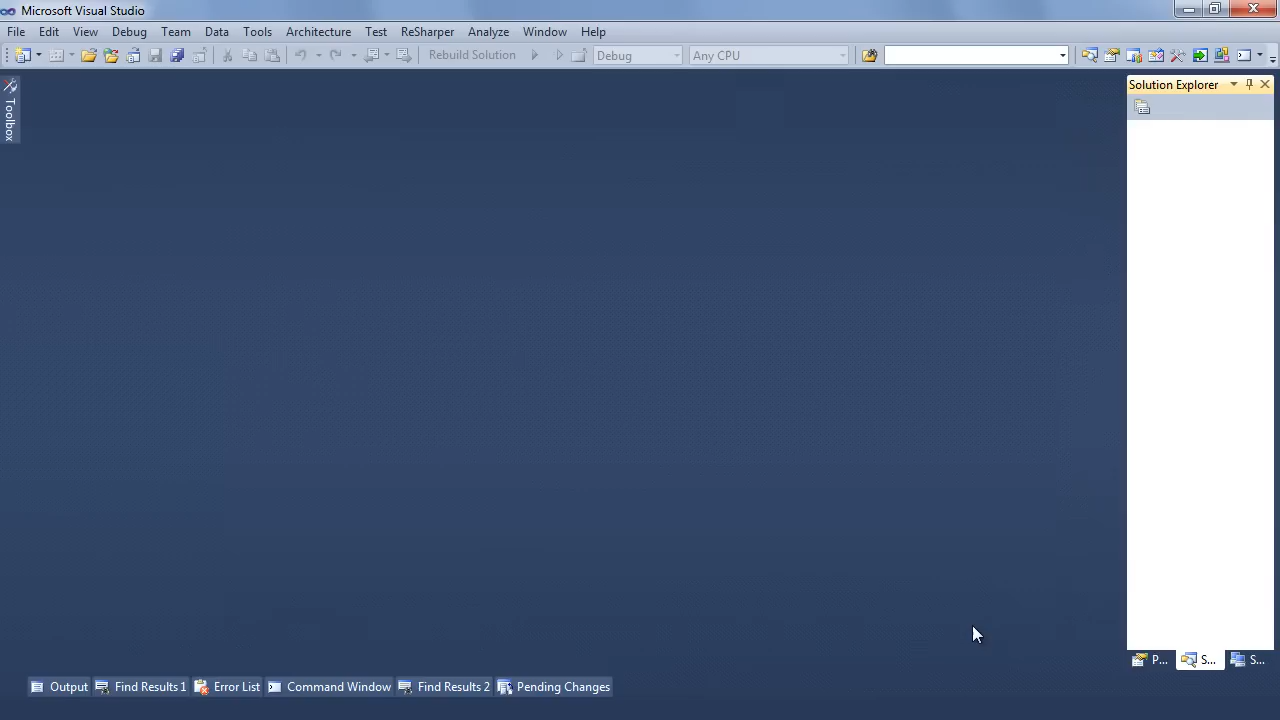 Microsoft Visual Studio
File Edit View Debug Team Data Tools Architecture Test ReSharper Analyze Window Help
Rebuild Solution Debug Any CPU
Solution Explorer
Toolbox
P... S... S...
Output Find Results 1 Error List Command Window Find Results 2 Pending Changes